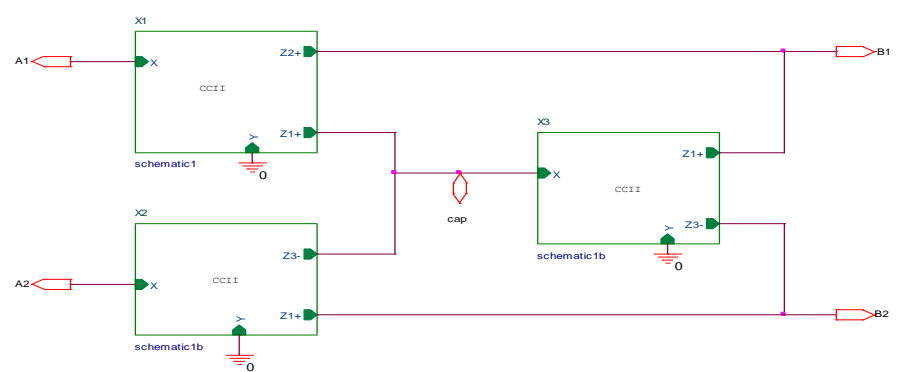 X1
A1
X
Z2+
B1
CCII
Z1+
Y
schematic1
0
X3
Z1+
X
CCII
cap
Z3-
Y
schematic1b
0
X2
Z3-
A2
X
CCII
Z1+
B2
Y
schematic1b
0